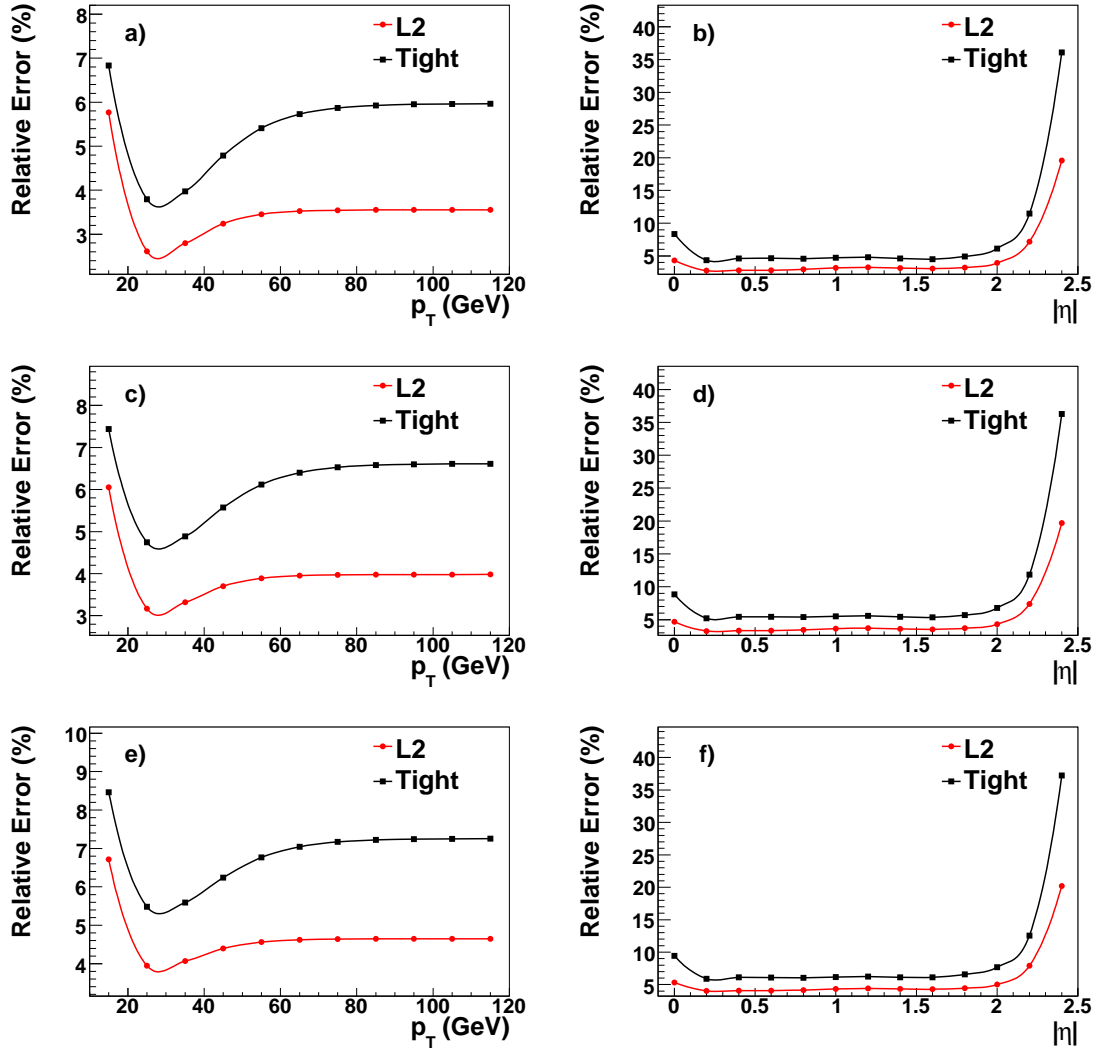 Relative Error (%)
a)
L2
Tight
8
7
6
5
4
3
20 40 60 80 100 120
p_T (GeV)
Relative Error (%)
b)
L2
Tight
40
35
30
25
20
15
10
5
0 0.5 1 1.5 2 2.5
|η|
Relative Error (%)
c)
L2
Tight
8
7
6
5
4
3
20 40 60 80 100 120
p_T (GeV)
Relative Error (%)
d)
L2
Tight
40
35
30
25
20
15
10
5
0 0.5 1 1.5 2 2.5
|η|
Relative Error (%)
e)
L2
Tight
10
9
8
7
6
5
4
20 40 60 80 100 120
p_T (GeV)
Relative Error (%)
f)
L2
Tight
40
35
30
25
20
15
10
5
0 0.5 1 1.5 2 2.5
|η|